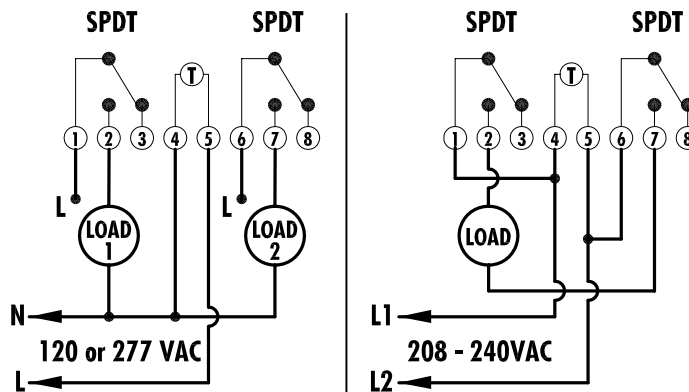 SPDT SPDT
T
1 2 3 4 5 6 7 8
L L
LOAD 1 LOAD 2
N
120 or 277 VAC
L
SPDT SPDT
T
1 2 3 4 5 6 7 8
LOAD
L1
208 - 240VAC
L2